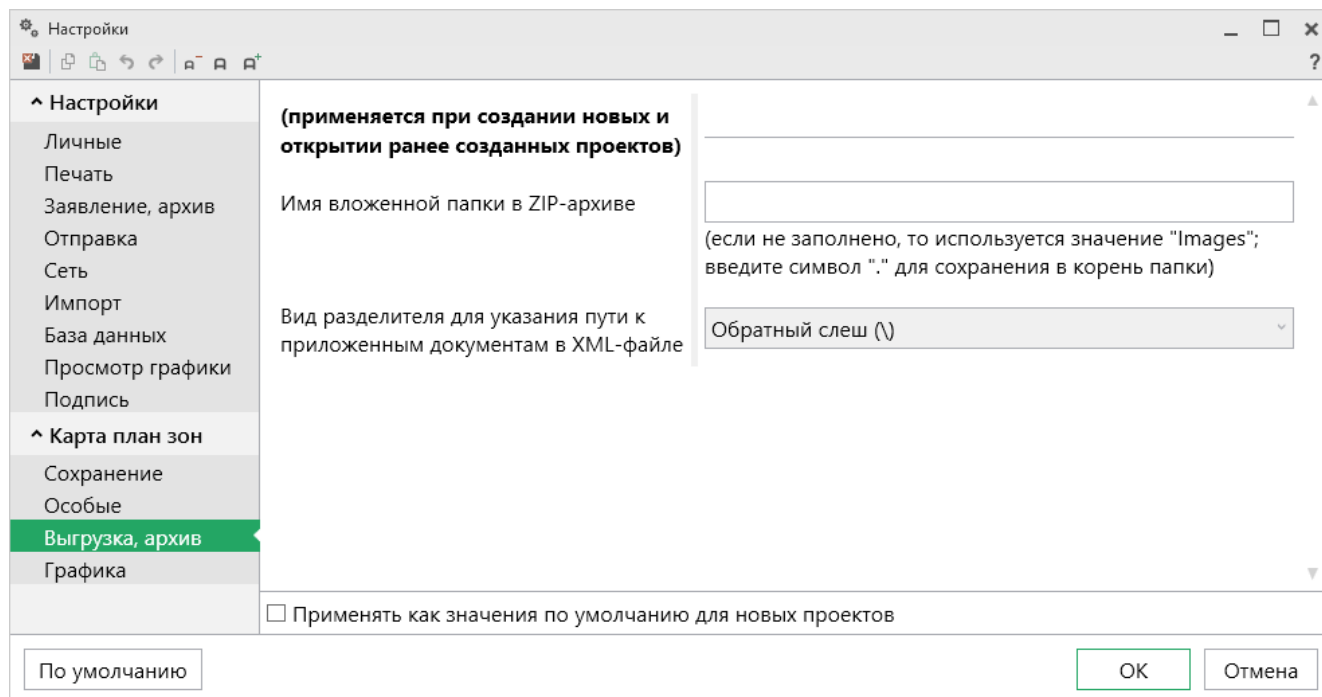 Настройки
?
Настройки
Личные
Печать
Заявление, архив
Отправка
Сеть
Импорт
База данных
Просмотр графики
Подпись
Карта план зон
Сохранение
Особые
Выгрузка, архив
Графика
(применяется при создании новых и
открытии ранее созданных проектов)
Имя вложенной папки в ZIP-архиве
(если не заполнено, то используется значение "Images";
введите символ "." для сохранения в корень папки)
Вид разделителя для указания пути к
приложенным документам в XML-файле
Обратный слеш (\)
Применять как значения по умолчанию для новых проектов
По умолчанию
ОК
Отмена